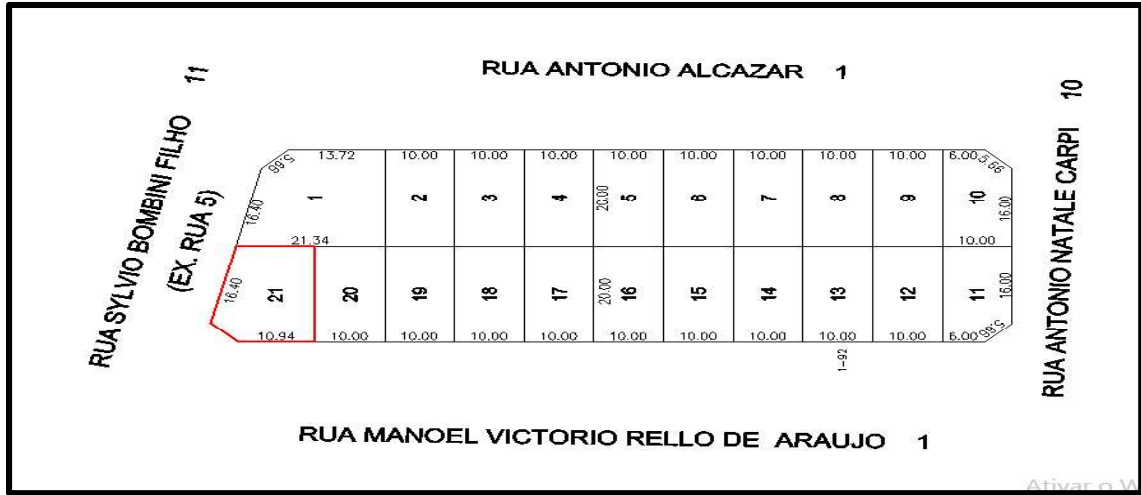 RUA ANTONIO ALCAZAR 1
RUA SYLVIO BOMBINI FILHO 11
(EX. RUA 5)
RUA ANTONIO NATALE CARPI 10
5.66 13.72 10.00 10.00 10.00 10.00 10.00 10.00 10.00 10.00 6.00 5.66
16.40 1 2 3 4 20.00 5 6 7 8 9 10 16.00
21.34 10.00
16.40 21 20 19 18 17 20.00 16 15 14 13 12 11 16.00
10.94 10.00 10.00 10.00 10.00 10.00 10.00 10.00 10.00 10.00 6.00 5.66
1-92
RUA MANOEL VICTORIO RELLO DE ARAUJO 1
Ativar o W